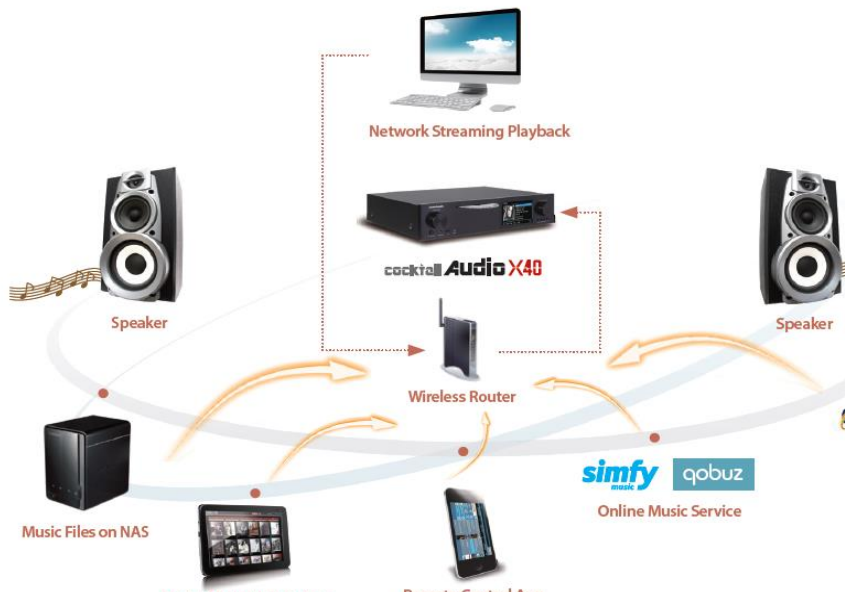 Network Streaming Playback
cocktail Audio X40
Speaker
Speaker
Wireless Router
simfy
music
qobuz
Online Music Service
Music Files on NAS